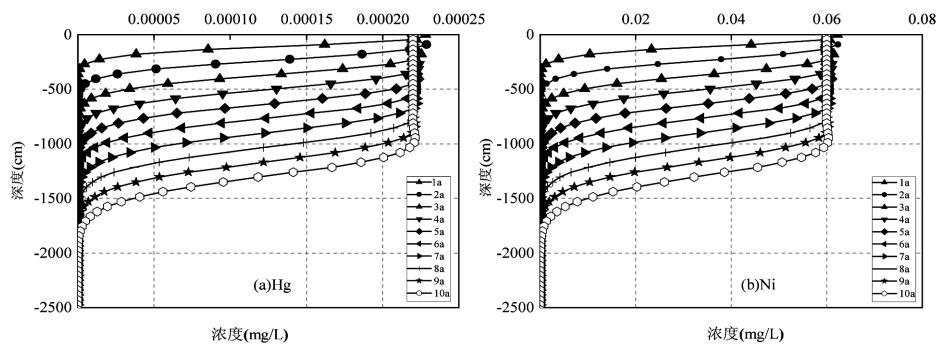 0.00005 0.00010 0.00015 0.00020 0.00025
0
-500
-1000
-1500
-2000
-2500
深度(cm)
1a
2a
3a
4a
5a
6a
7a
8a
9a
10a
(a)Hg
浓度(mg/L)
0.02 0.04 0.06 0.08
0
-500
-1000
-1500
-2000
-2500
深度(cm)
1a
2a
3a
4a
5a
6a
7a
8a
9a
10a
(b)Ni
浓度(mg/L)